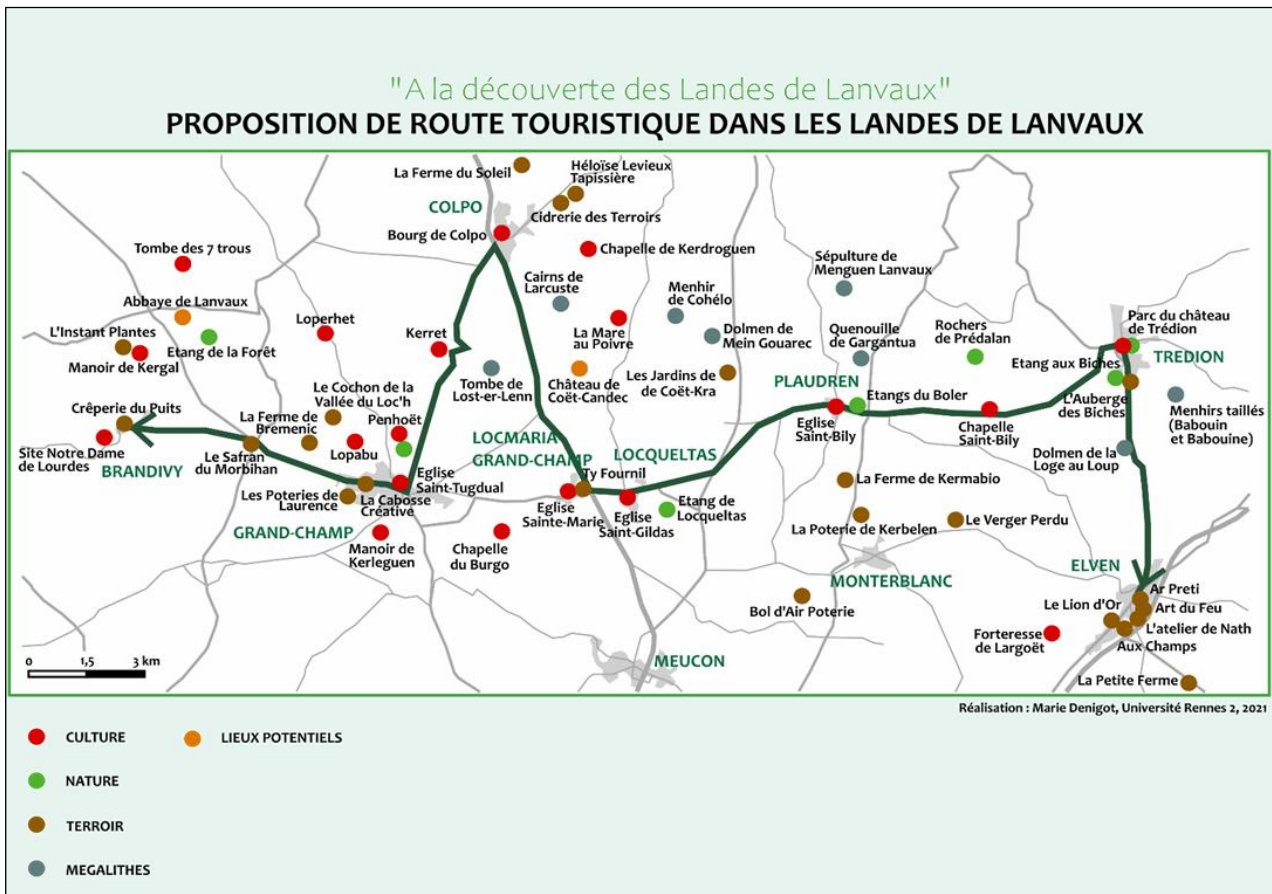 "A la découverte des Landes de Lanvaux"
PROPOSITION DE ROUTE TOURISTIQUE DANS LES LANDES DE LANVAUX
La Ferme du Soleil
Héloïse Levieux
Tapissière
COLPO
Cidrerie des Terroirs
Bourg de Colpo
Tombe des 7 trous
Chapelle de Kerdroguen
Sépulture de
Menguen Lanvaux
Cairns de
Larcuste
Menhir
de Cohélo
Abbaye de Lanvaux
Loperhet
L'Instant Plantes
Etang de la Forêt
Manoir de Kergal
Kerret
La Mare
au Poivre
Dolmen de
Mein Gouarec
Quenouille
de Gargantua
Rochers
de Prédalan
Parc du château
de Trédion
TREDION
Etang aux Biches
Le Cochon de la
Vallée du Loc'h
Tombe de
Lost-er-Lenn
Château de
Coët-Candec
Les Jardins de
de Coët-Kra
PLAUDREN
Etangs du Boler
L'Auberge
des Biches
Menhirs taillés
(Babouin
et Babouine)
Crêperie du Puits
La Ferme de
Bremenic
Penhoët
Eglise
Saint-Bily
Chapelle
Saint-Bily
Site Notre Dame
de Lourdes
BRANDIVY
Le Safran
du Morbihan
Lopabu
LOCMARIA
GRAND-CHAMP
LOCQUELTAS
Dolmen de la
Loge au Loup
Ty Fournil
Eglise
Saint-Tugdual
La Ferme de Kermabio
Les Poteries de
Laurence
La Cabosse
Créative
Eglise
Sainte-Marie
Eglise
Saint-Gildas
Etang de
Locqueltas
GRAND-CHAMP
Manoir de
Kerleguen
Chapelle
du Burgo
La Poterie de Kerbelen
Le Verger Perdu
MONTERBLANC
ELVEN
Ar Preti
Bol d'Air Poterie
Le Lion d'Or
Art du Feu
L'atelier de Nath
Aux Champs
Forteresse
de Largoët
MEUCON
La Petite Ferme
0 1,5 3 km
Réalisation : Marie Denigot, Université Rennes 2, 2021
CULTURE
LIEUX POTENTIELS
NATURE
TERROIR
MEGALITHES